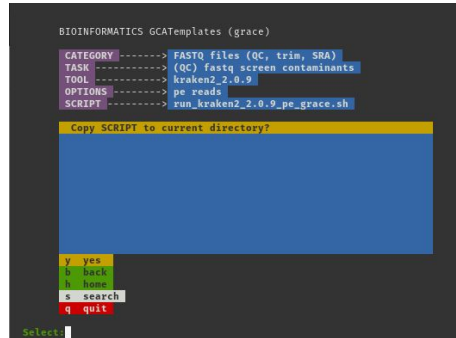 BIOINFORMATICS GCATemplates (grace)
CATEGORY -------> FASTQ files (QC, trim, SRA)
TASK -----------> (QC) fastq screen contaminants
TOOL -----------> kraken2_2.0.9
OPTIONS --------> pe reads
SCRIPT ---------> run_kraken2_2.0.9_pe_grace.sh
Copy SCRIPT to current directory?
y yes
b back
h home
s search
q quit
Select: